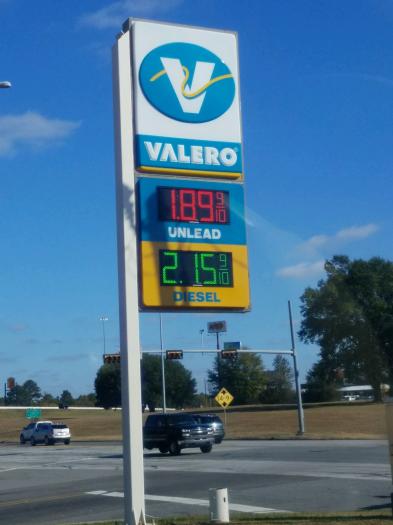 V
VALERO
1.89 9/10
UNLEAD
2.15 9/10
DIESEL